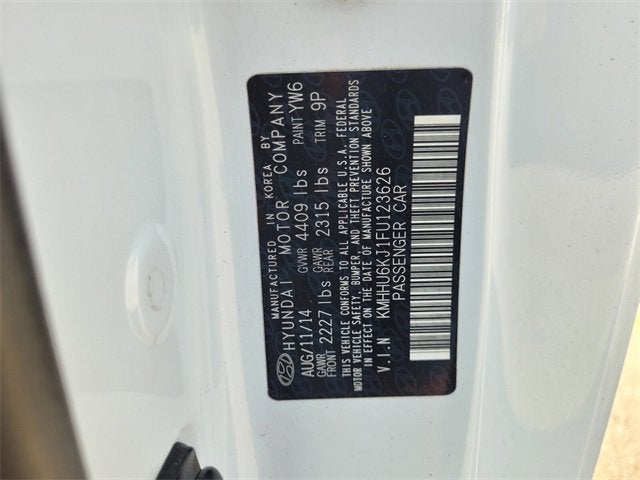 MANUFACTURED IN KOREA BY
HYUNDAI MOTOR COMPANY
AUG/11/14 GVWR 4409 lbs PAINT YW6
GAWR FRONT 2227 lbs GAWR REAR 2315 lbs TRIM 9P
THIS VEHICLE CONFORMS TO ALL APPLICABLE U.S.A. FEDERAL
MOTOR VEHICLE SAFETY, BUMPER, AND THEFT PREVENTION STANDARDS
IN EFFECT ON THE DATE OF MANUFACTURE SHOWN ABOVE
V.I.N KMHHU6KJ1FU123626
PASSENGER CAR